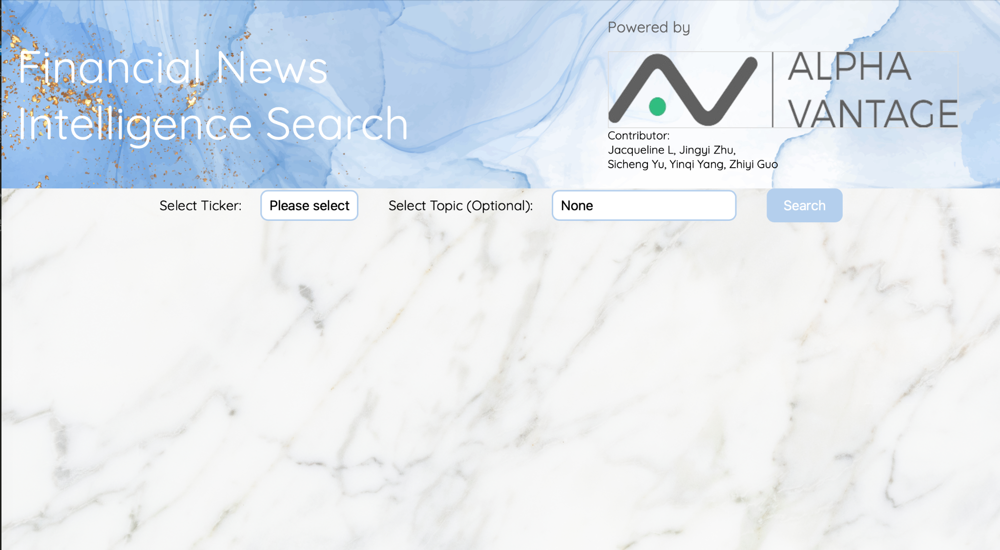 Financial News
Intelligence Search
Powered by
ALPHA
VANTAGE
Contributor:
Jacqueline L, Jingyi Zhu,
Sicheng Yu, Yinqi Yang, Zhiyi Guo
Select Ticker: Please select Select Topic (Optional): None Search